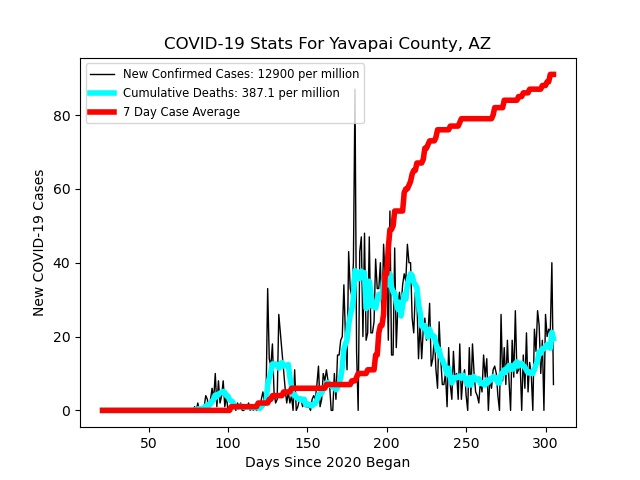 COVID-19 Stats For Yavapai County, AZ
New Confirmed Cases: 12900 per million
Cumulative Deaths: 387.1 per million
7 Day Case Average
New COVID-19 Cases
80
60
40
20
0
50 100 150 200 250 300
Days Since 2020 Began